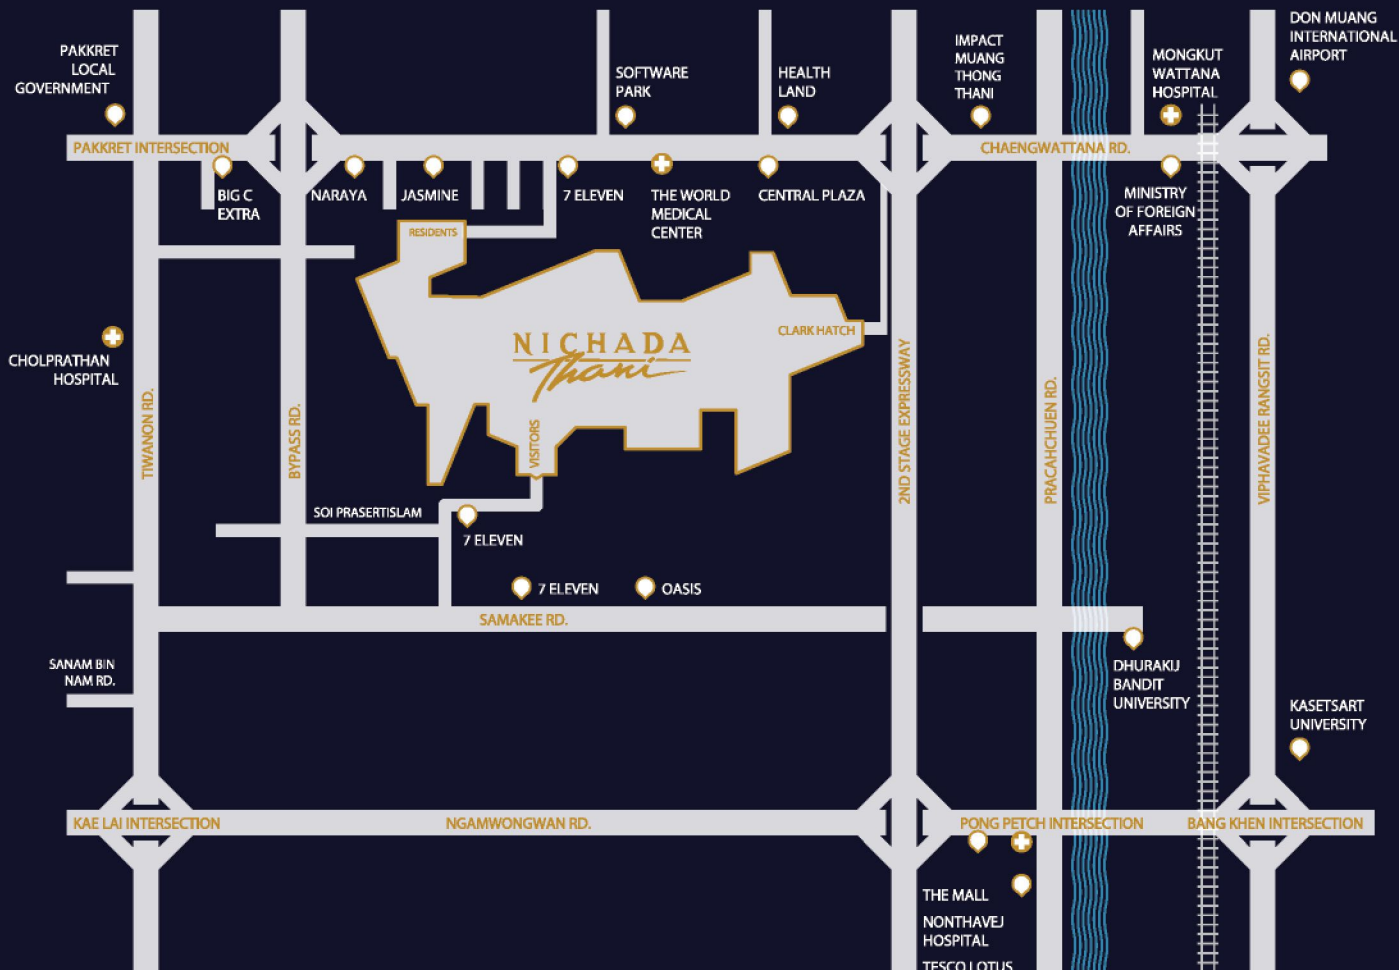 DON MUANG
INTERNATIONAL
AIRPORT
PAKKRET
LOCAL
GOVERNMENT
SOFTWARE
PARK
HEALTH
LAND
IMPACT
MUANG
THONG
THANI
MONGKUT
WATTANA
HOSPITAL
PAKKRET INTERSECTION
CHAENGWATTANA RD.
BIG C
EXTRA
NARAYA
JASMINE
7 ELEVEN
THE WORLD
MEDICAL
CENTER
CENTRAL PLAZA
MINISTRY
OF FOREIGN
AFFAIRS
RESIDENTS
CHOLPRATHAN
HOSPITAL
NICHADA
Thani
CLARK HATCH
VISITORS
TIWANON RD.
BYPASS RD.
2ND STAGE EXPRESSWAY
PRACAHCHUEN RD.
VIPHAVADEE RANGSIT RD.
SOI PRASERTISLAM
7 ELEVEN
7 ELEVEN
OASIS
SAMAKEE RD.
SANAM BIN
NAM RD.
DHURAKIJ
BANDIT
UNIVERSITY
KASETSART
UNIVERSITY
KAE LAI INTERSECTION
NGAMWONGWAN RD.
PONG PETCH INTERSECTION
BANG KHEN INTERSECTION
THE MALL
NONTHAVEJ
HOSPITAL
TESCO LOTUS